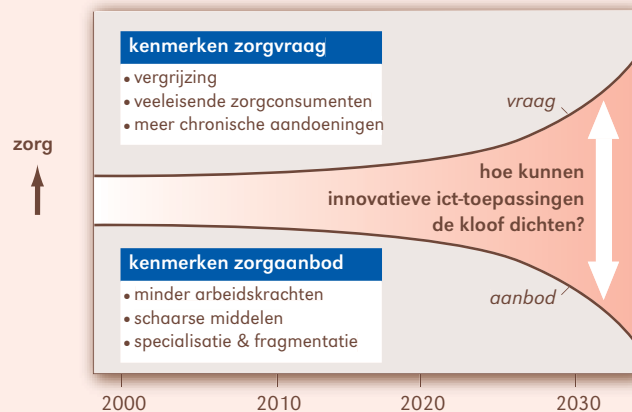 kenmerken zorgvraag
• vergrijzing
• veeleisende zorgconsumenten
• meer chronische aandoeningen
vraag
zorg
hoe kunnen
innovatieve ict-toepassingen
de kloof dichten?
kenmerken zorgaanbod
• minder arbeidskrachten
• schaarse middelen
• specialisatie & fragmentatie
aanbod
2000
2010
2020
2030